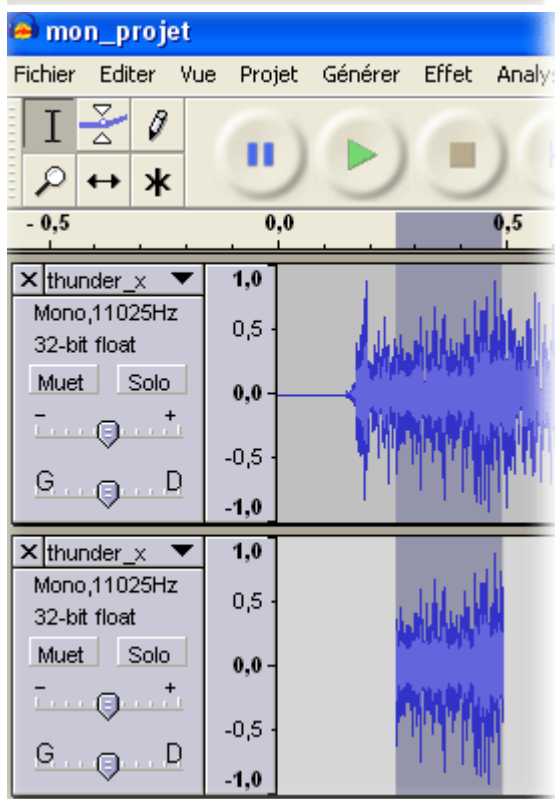 mon_projet
Fichier Editer Vue Projet Générer Effet Analy
- 0,5 0,0 0,5
X thunder_x 1,0
Mono,11025Hz
32-bit float 0,5
Muet Solo
0,0
- +
-0,5
G D
-1,0
X thunder_x 1,0
Mono,11025Hz
32-bit float 0,5
Muet Solo
0,0
- +
-0,5
G D
-1,0